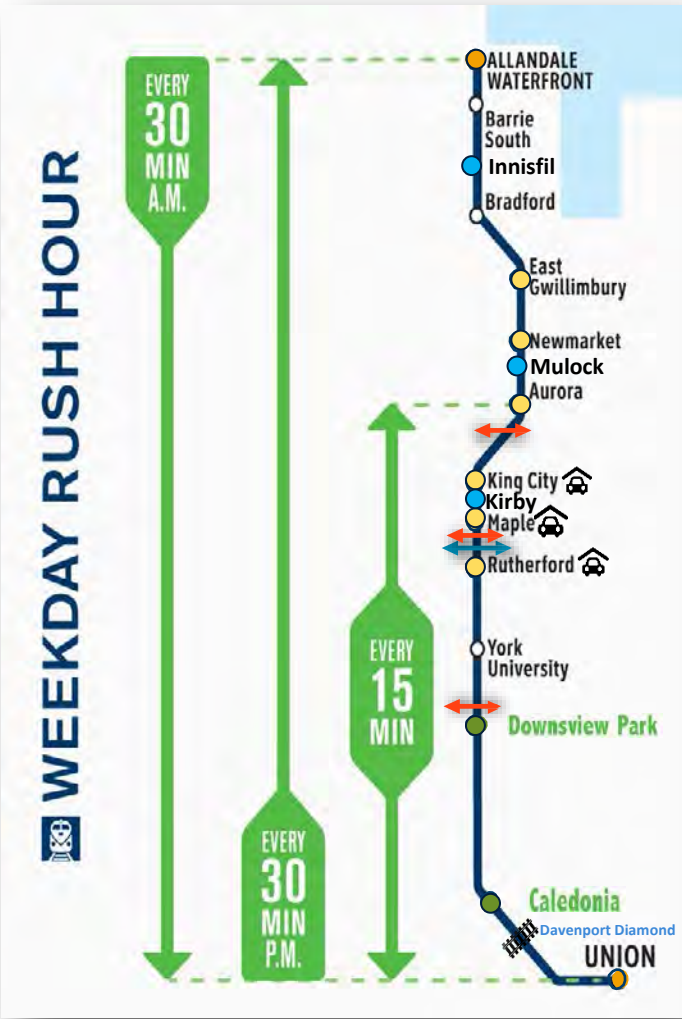 WEEKDAY RUSH HOUR
EVERY
30
MIN
A.M.
EVERY
30
MIN
P.M.
EVERY
15
MIN
ALLANDALE
WATERFRONT
Barrie
South
Innisfil
Bradford
East
Gwillimbury
Newmarket
Mulock
Aurora
King City
Kirby
Maple
Rutherford
York
University
Downsview Park
Caledonia
Davenport Diamond
UNION